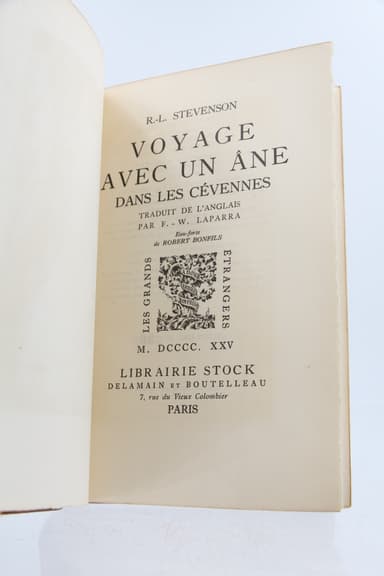 R.-L. STEVENSON
VOYAGE
AVEC UN ÂNE
DANS LES CÉVENNES
TRADUIT DE L'ANGLAIS
PAR F.-W. LAPARRA
Eau-forte
de ROBERT BONFILS
LES GRANDS
ETRANGERS
M. DCCCC. XXV
LIBRAIRIE STOCK
DELAMAIN ET BOUTELLEAU
7, rue du Vieux Colombier
PARIS